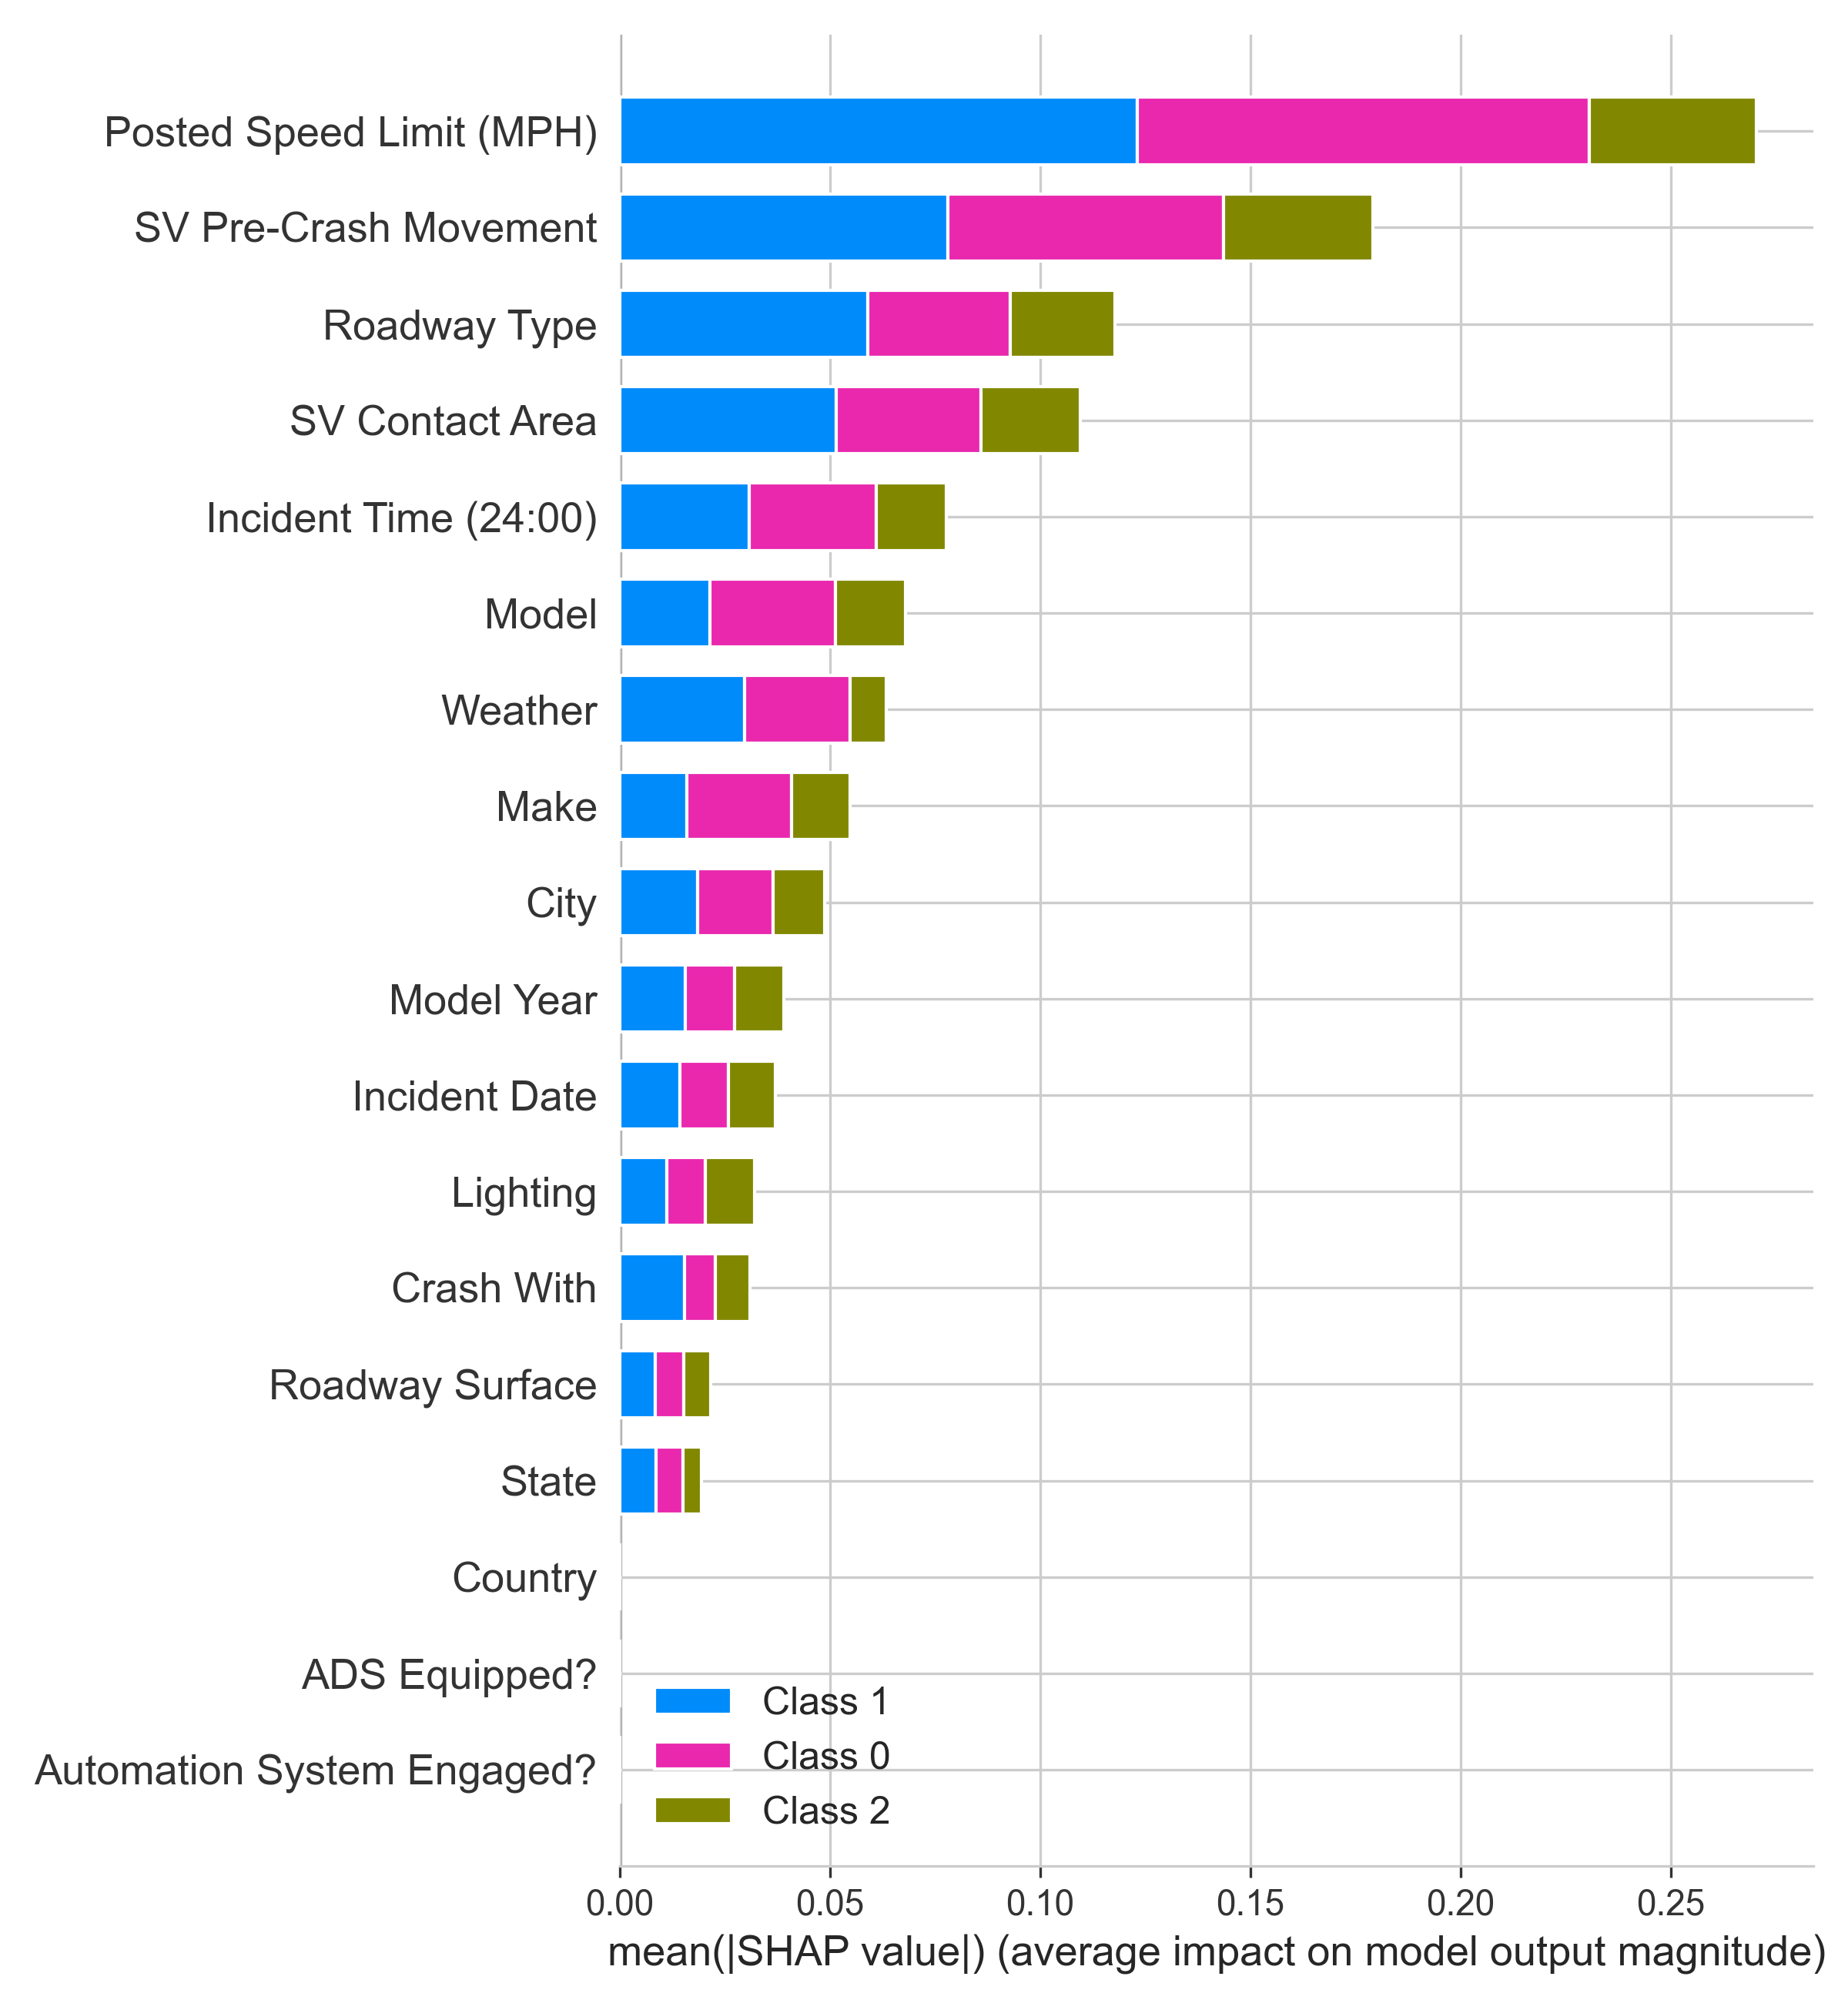 Posted Speed Limit (MPH)
SV Pre-Crash Movement
Roadway Type
SV Contact Area
Incident Time (24:00)
Model
Weather
Make
City
Model Year
Incident Date
Lighting
Crash With
Roadway Surface
State
Country
ADS Equipped?
Automation System Engaged?
Class 1
Class 0
Class 2
0.00 0.05 0.10 0.15 0.20 0.25
mean(|SHAP value|) (average impact on model output magnitude)